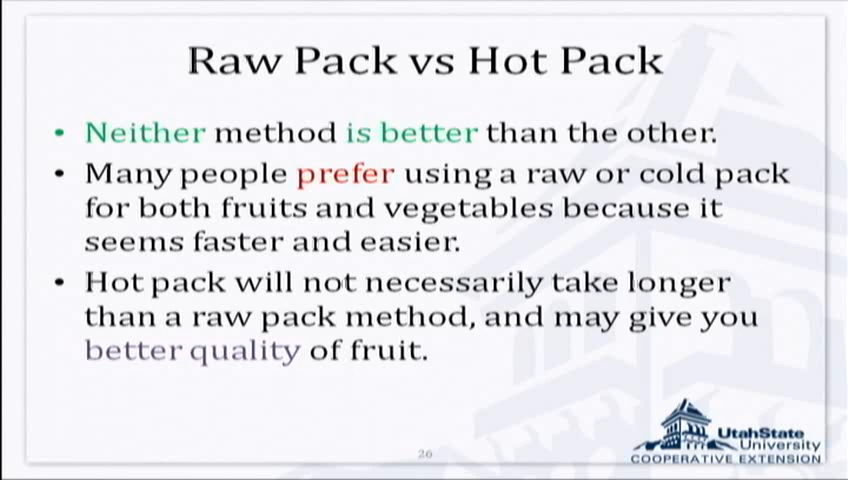 Raw Pack vs Hot Pack
• Neither method is better than the other.
• Many people prefer using a raw or cold pack
for both fruits and vegetables because it
seems faster and easier.
• Hot pack will not necessarily take longer
than a raw pack method, and may give you
better quality of fruit.
26
UtahState
University
COOPERATIVE EXTENSION